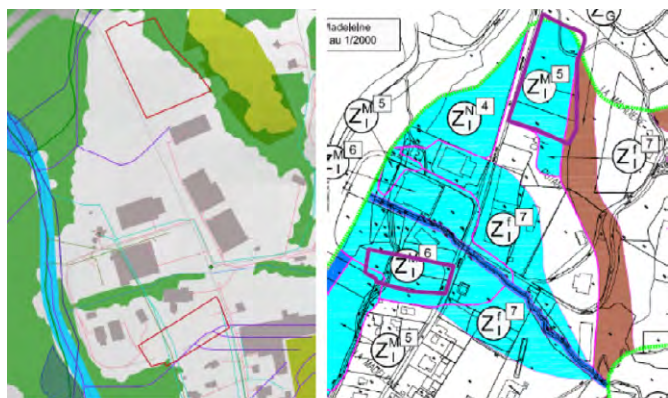 Madeleine
au 1/2000
Z G
Z I M 5
Z I N 4
Z I M 5
M 6
Z I f 7
Z I f 7
Z I M 6
Z I f 7
Z I M 5